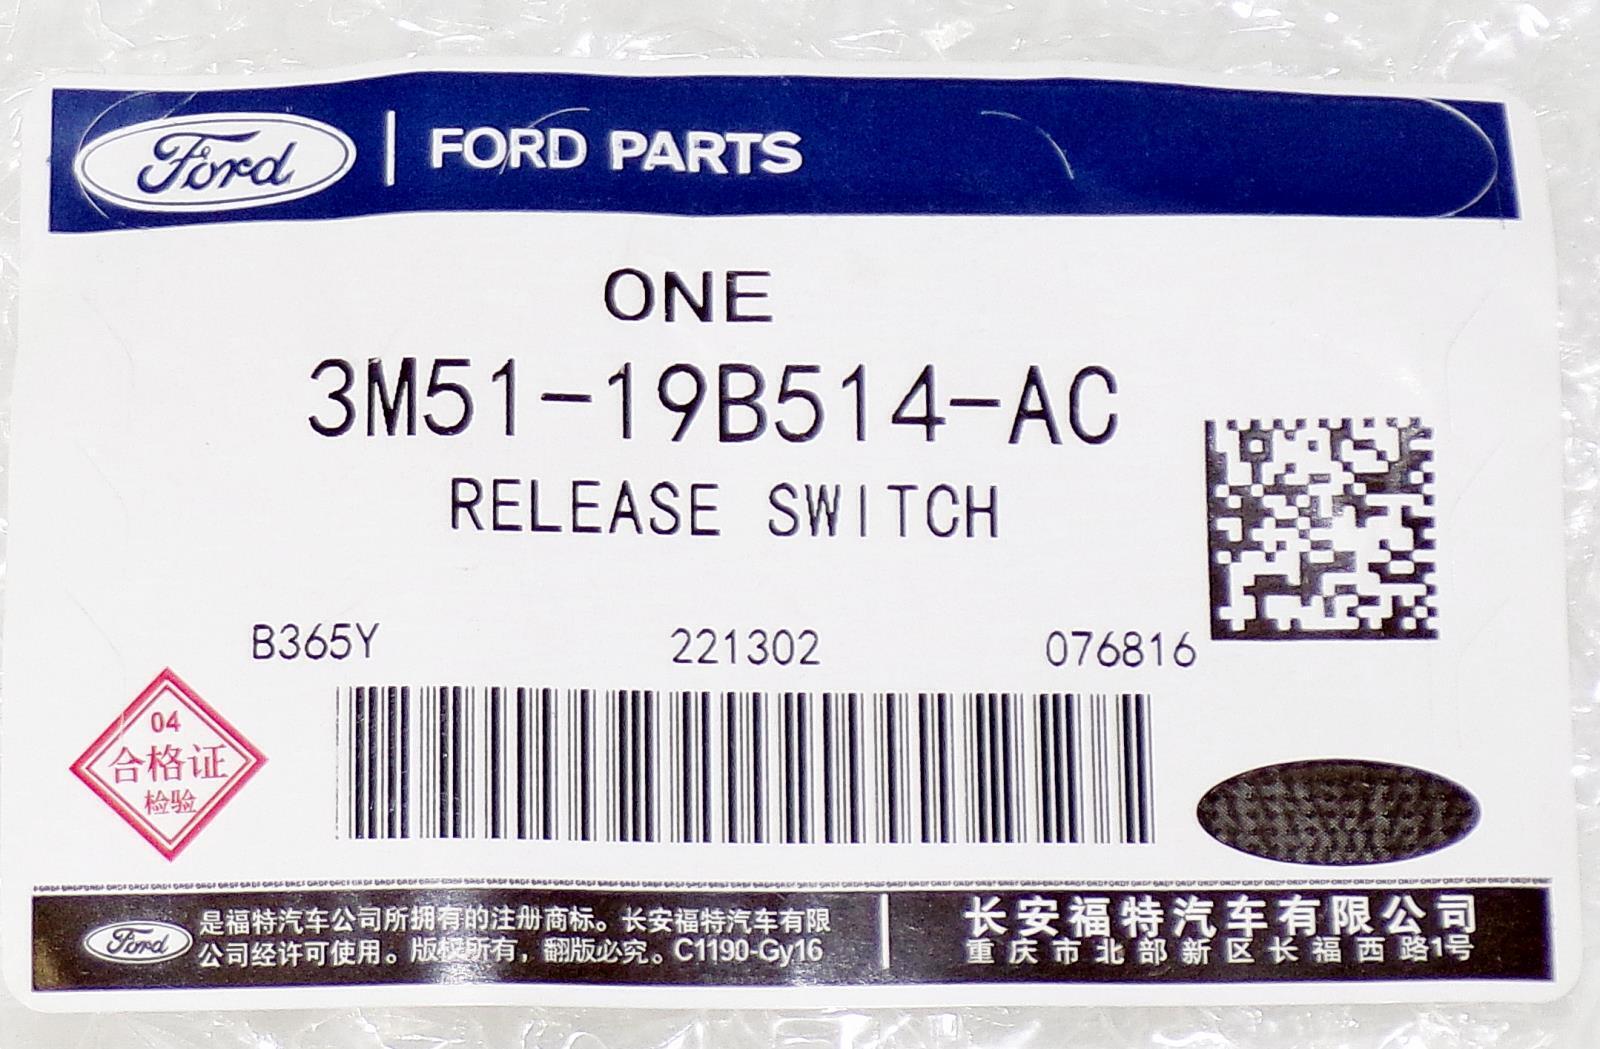 Ford | FORD PARTS
ONE
3M51-19B514-AC
RELEASE SWITCH
B365Y 221302 076816
04
合格证
检验
Ford 是福特汽车公司所拥有的注册商标。长安福特汽车有限
公司经许可使用。版权所有，翻版必究。C1190-Gy16
长安福特汽车有限公司
重庆市北部新区长福西路1号